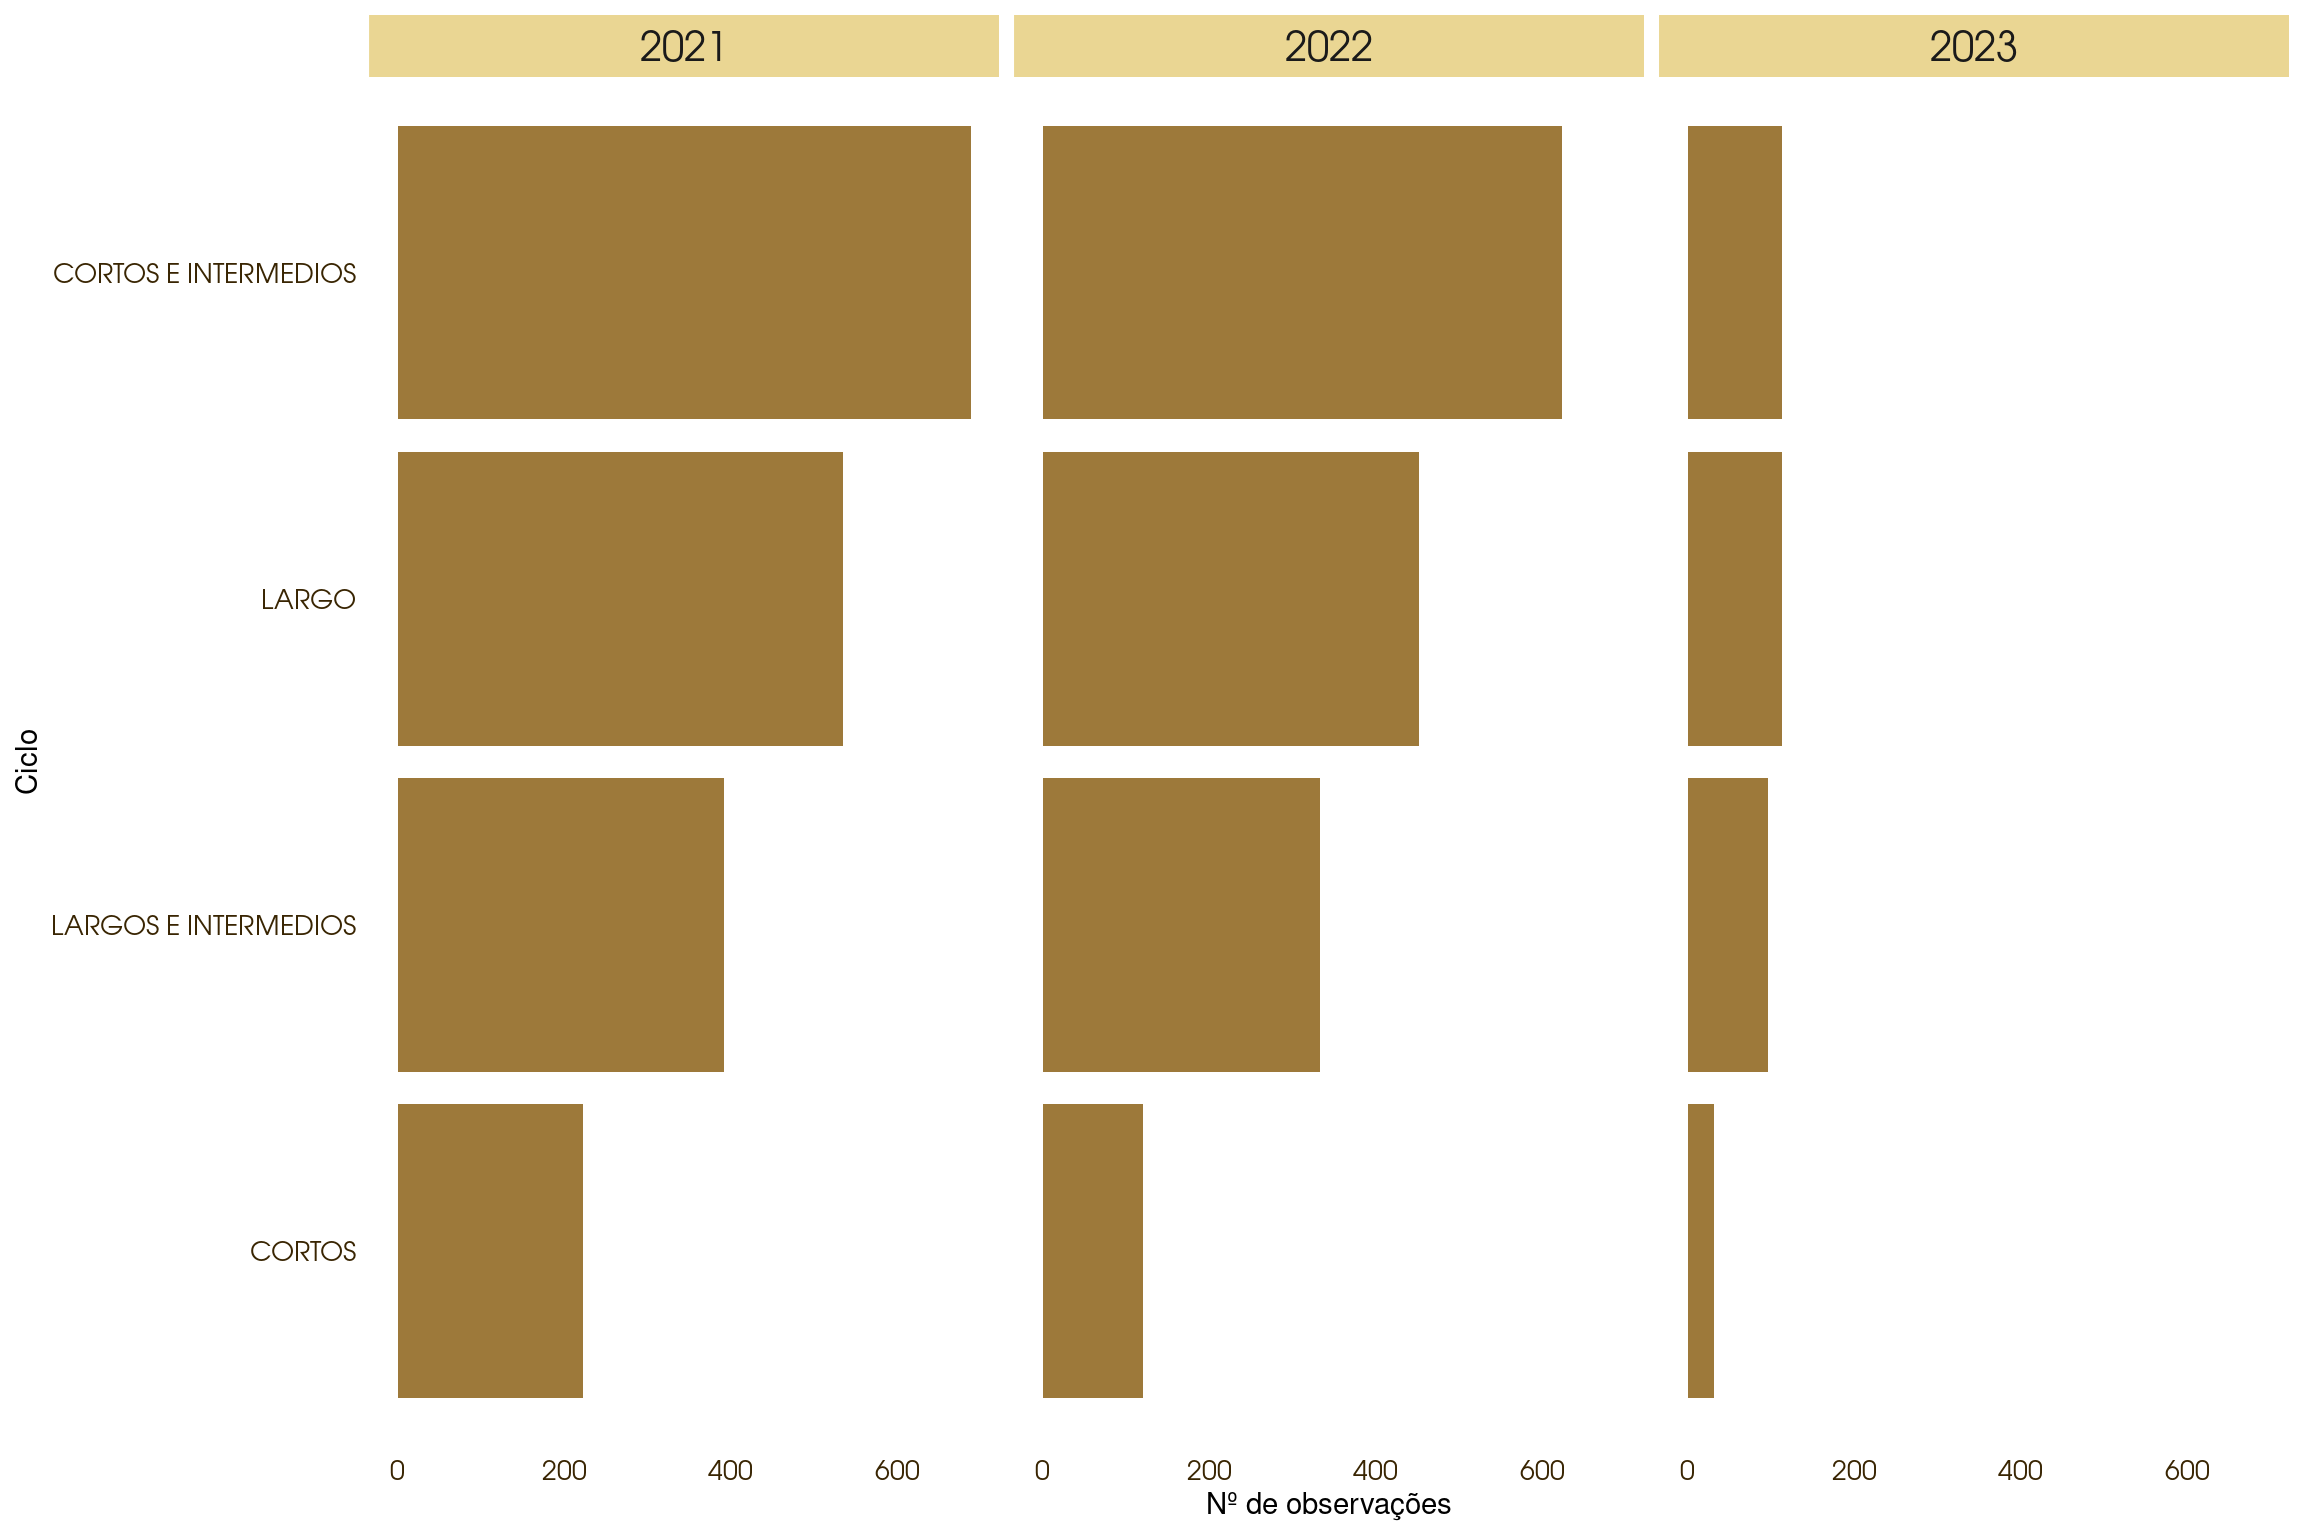 2021 2022 2023
CORTOS E INTERMEDIOS
LARGO
Ciclo
LARGOS E INTERMEDIOS
CORTOS
0 200 400 600 0 200 400 600 0 200 400 600
Nº de observações